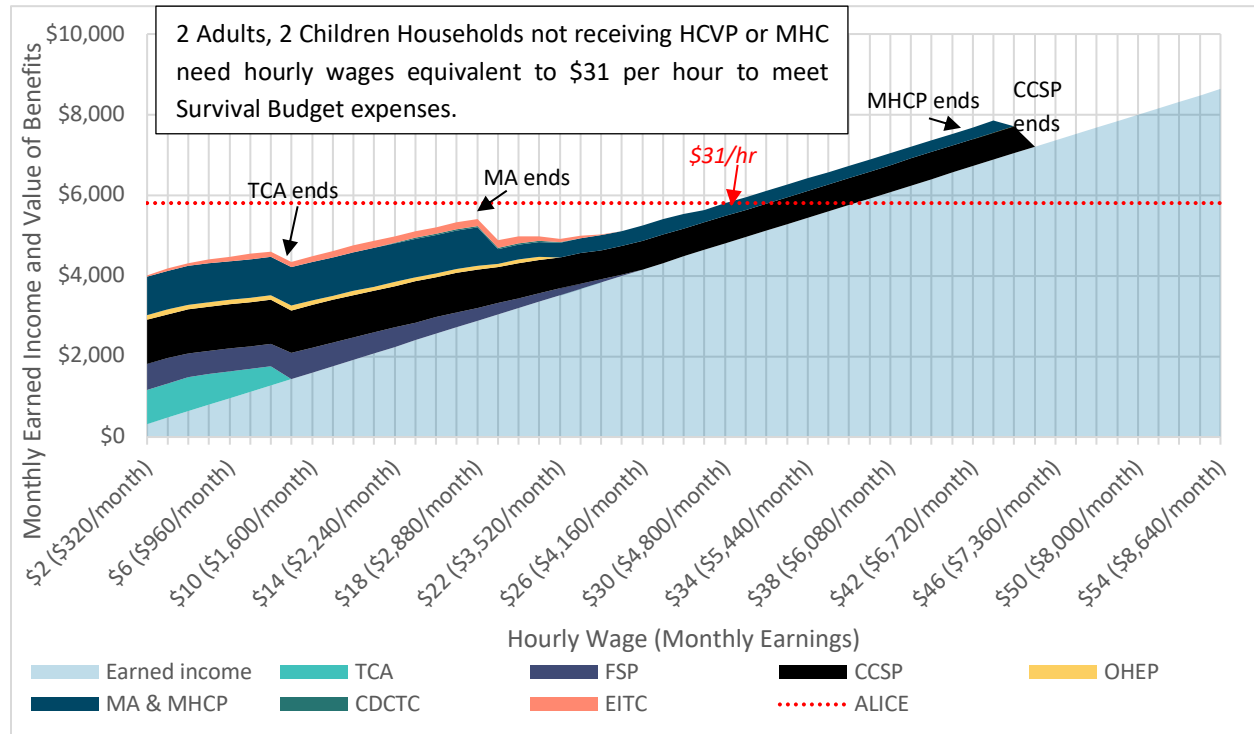 2 Adults, 2 Children Households not receiving HCVP or MHC
need hourly wages equivalent to $31 per hour to meet
Survival Budget expenses.
$10,000
$8,000
$6,000
$4,000
$2,000
$0
Monthly Earned Income and Value of Benefits
TCA ends
MA ends
$31/hr
MHCP ends
CCSP
ends
$2 ($320/month)
$6 ($960/month)
$10 ($1,600/month)
$14 ($2,240/month)
$18 ($2,880/month)
$22 ($3,520/month)
$26 ($4,160/month)
$30 ($4,800/month)
$34 ($5,440/month)
$38 ($6,080/month)
$42 ($6,720/month)
$46 ($7,360/month)
$50 ($8,000/month)
$54 ($8,640/month)
Hourly Wage (Monthly Earnings)
Earned income TCA FSP CCSP OHEP
MA & MHCP CDCTC EITC ALICE